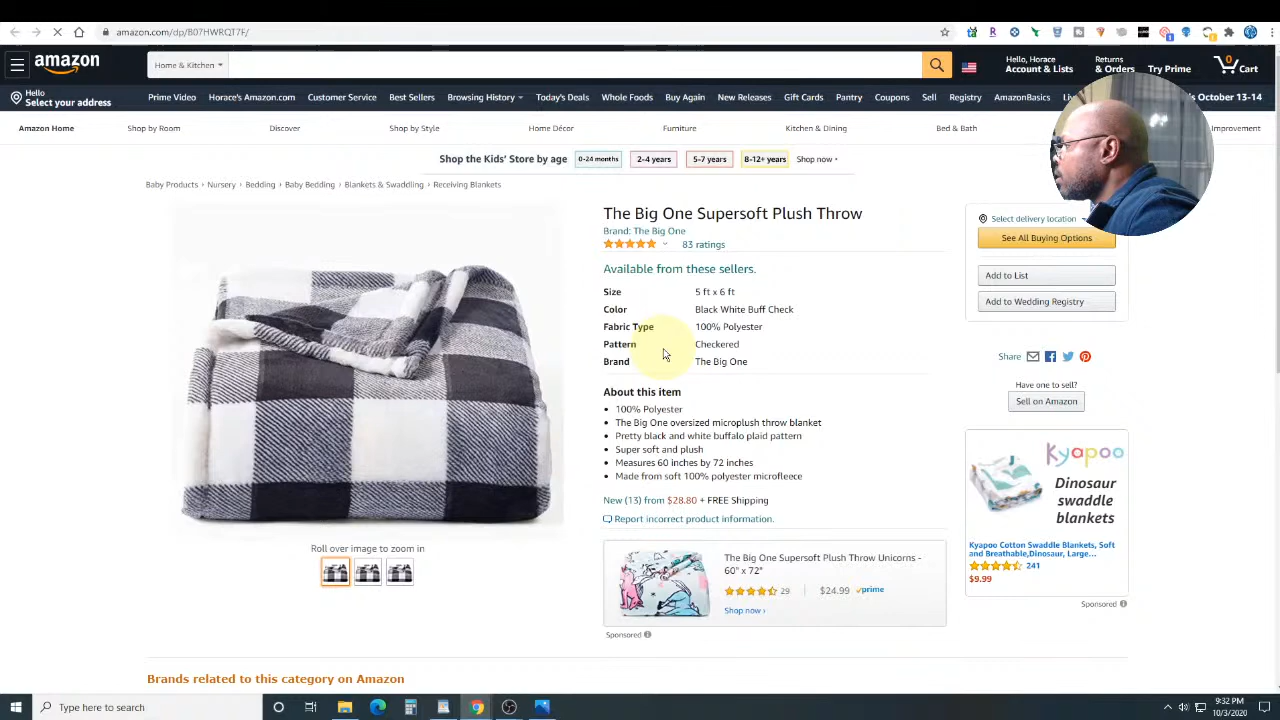 amazon.com/dp/B07HWRQT7F/
amazon
Home & Kitchen
Hello, Horace
Account & Lists
Returns
& Orders
Try Prime
0
Cart
Hello
Select your address
Prime Video
Horace's Amazon.com
Customer Service
Best Sellers
Browsing History
Today's Deals
Whole Foods
Buy Again
New Releases
Gift Cards
Pantry
Coupons
Sell
Registry
AmazonBasics
October 13-14
Amazon Home
Shop by Room
Discover
Shop by Style
Home Décor
Furniture
Kitchen & Dining
Bed & Bath
Improvement
Shop the Kids' Store by age
0-24 months
2-4 years
5-7 years
8-12+ years
Shop now
Baby Products › Nursery › Bedding › Baby Bedding › Blankets & Swaddling › Receiving Blankets
The Big One Supersoft Plush Throw
Brand: The Big One
83 ratings
Available from these sellers.
Size 5 ft x 6 ft
Color Black White Buff Check
Fabric Type 100% Polyester
Pattern Checkered
Brand The Big One
About this item
• 100% Polyester
• The Big One oversized microplush throw blanket
• Pretty black and white buffalo plaid pattern
• Super soft and plush
• Measures 60 inches by 72 inches
• Made from soft 100% polyester microfleece
New (13) from $28.80 + FREE Shipping
Report incorrect product information.
Roll over image to zoom in
The Big One Supersoft Plush Throw Unicorns -
60" x 72"
29
$24.99
prime
Shop now ›
Sponsored
Select delivery location
See All Buying Options
Add to List
Add to Wedding Registry
Share
Have one to sell?
Sell on Amazon
Kyapoo
Dinosaur
swaddle
blankets
Kyapoo Cotton Swaddle Blankets, Soft
and Breathable,Dinosaur, Large...
241
$9.99
Sponsored
Brands related to this category on Amazon
Type here to search
9:32 PM
10/3/2020